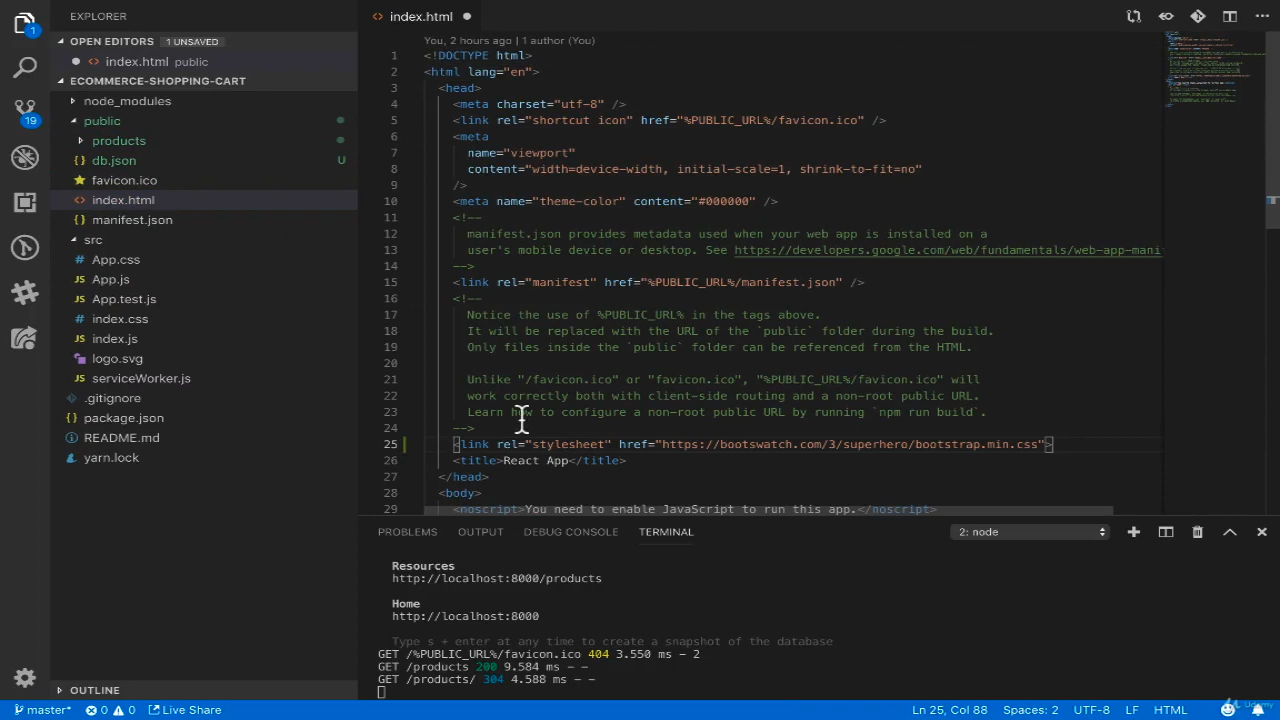 EXPLORER
OPEN EDITORS 1 UNSAVED
index.html public
ECOMMERCE-SHOPPING-CART
node_modules
public
products
db.json U
favicon.ico
index.html
manifest.json
src
App.css
App.js
App.test.js
index.css
index.js
logo.svg
serviceWorker.js
.gitignore
package.json
README.md
yarn.lock
OUTLINE
1
19
index.html
You, 2 hours ago | 1 author (You)
1 <!DOCTYPE html>
2 <html lang="en">
3 <head>
4 <meta charset="utf-8" />
5 <link rel="shortcut icon" href="%PUBLIC_URL%/favicon.ico" />
6 <meta
7 name="viewport"
8 content="width=device-width, initial-scale=1, shrink-to-fit=no"
9 />
10 <meta name="theme-color" content="#000000" />
11 <!--
12 manifest.json provides metadata used when your web app is installed on a
13 user's mobile device or desktop. See https://developers.google.com/web/fundamentals/web-app-mani
14 -->
15 <link rel="manifest" href="%PUBLIC_URL%/manifest.json" />
16 <!--
17 Notice the use of %PUBLIC_URL% in the tags above.
18 It will be replaced with the URL of the `public` folder during the build.
19 Only files inside the `public` folder can be referenced from the HTML.
20
21 Unlike "/favicon.ico" or "favicon.ico", "%PUBLIC_URL%/favicon.ico" will
22 work correctly both with client-side routing and a non-root public URL.
23 Learn how to configure a non-root public URL by running `npm run build`.
24 -->
25 <link rel="stylesheet" href="https://bootswatch.com/3/superhero/bootstrap.min.css">
26 <title>React App</title>
27 </head>
28 <body>
29 <noscript>You need to enable JavaScript to run this app.</noscript>
PROBLEMS OUTPUT DEBUG CONSOLE TERMINAL 2: node
Resources
http://localhost:8000/products
Home
http://localhost:8000
Type s + enter at any time to create a snapshot of the database
GET /%PUBLIC_URL%/favicon.ico 404 3.550 ms - 2
GET /products 200 9.584 ms - -
GET /products/ 304 4.588 ms - -
master* 0 0 Live Share Ln 25, Col 88 Spaces: 2 UTF-8 LF HTML
Udemy